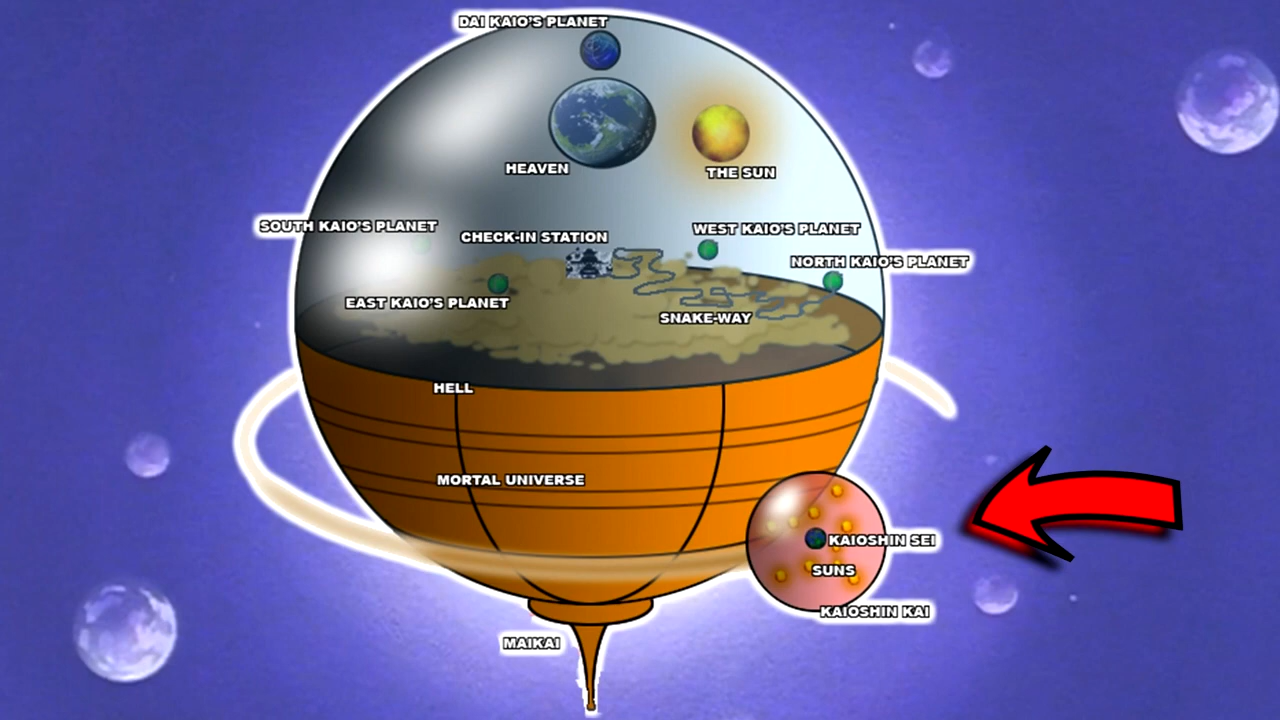 DAI KAIO'S PLANET
HEAVEN
THE SUN
SOUTH KAIO'S PLANET
CHECK-IN STATION
WEST KAIO'S PLANET
NORTH KAIO'S PLANET
EAST KAIO'S PLANET
SNAKE-WAY
HELL
MORTAL UNIVERSE
KAIOSHIN SEI
SUNS
KAIOSHIN KAI
MAIKAI